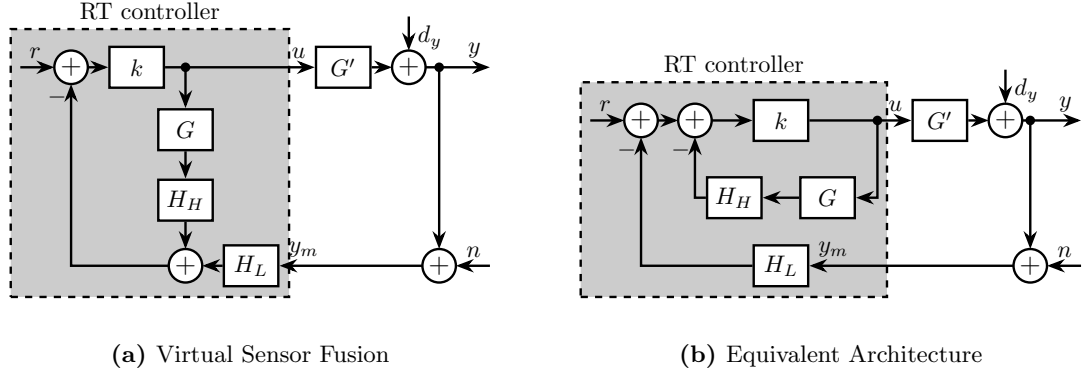 RT controller
r
+
−
k
u
G'
+
d_y
y
G
H_H
+
H_L
y_m
+
n
(a) Virtual Sensor Fusion
RT controller
r
+
−
+
−
k
u
G'
+
d_y
y
H_H
G
H_L
y_m
+
n
(b) Equivalent Architecture